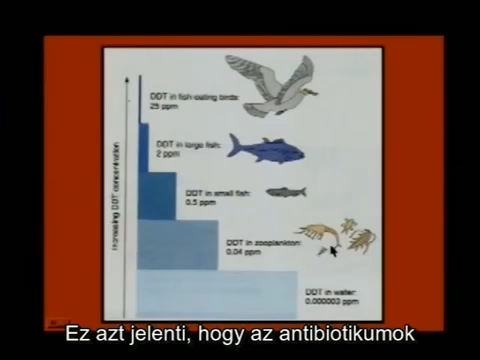 DDT in fish-eating birds:
25 ppm
DDT in large fish:
2 ppm
DDT in small fish:
0.5 ppm
DDT in zooplankton:
0.04 ppm
DDT in water:
0.000003 ppm
Increasing DDT concentration
Ez azt jelenti, hogy az antibiotikumok